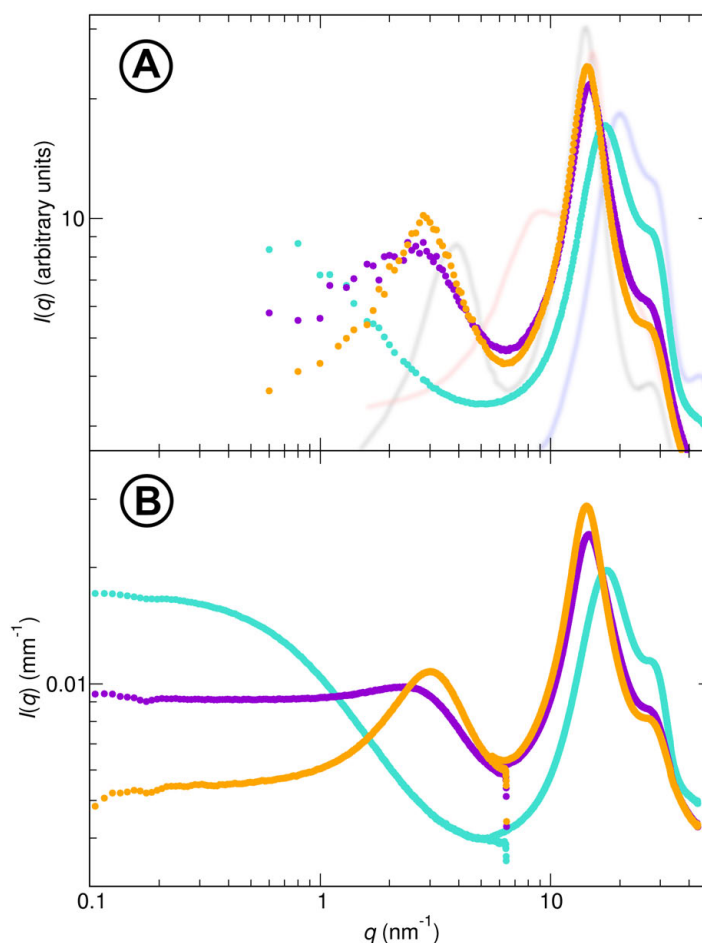 A
10
I(q) (arbitrary units)
B
0.01
I(q) (mm⁻¹)
0.1
1
10
q (nm⁻¹)